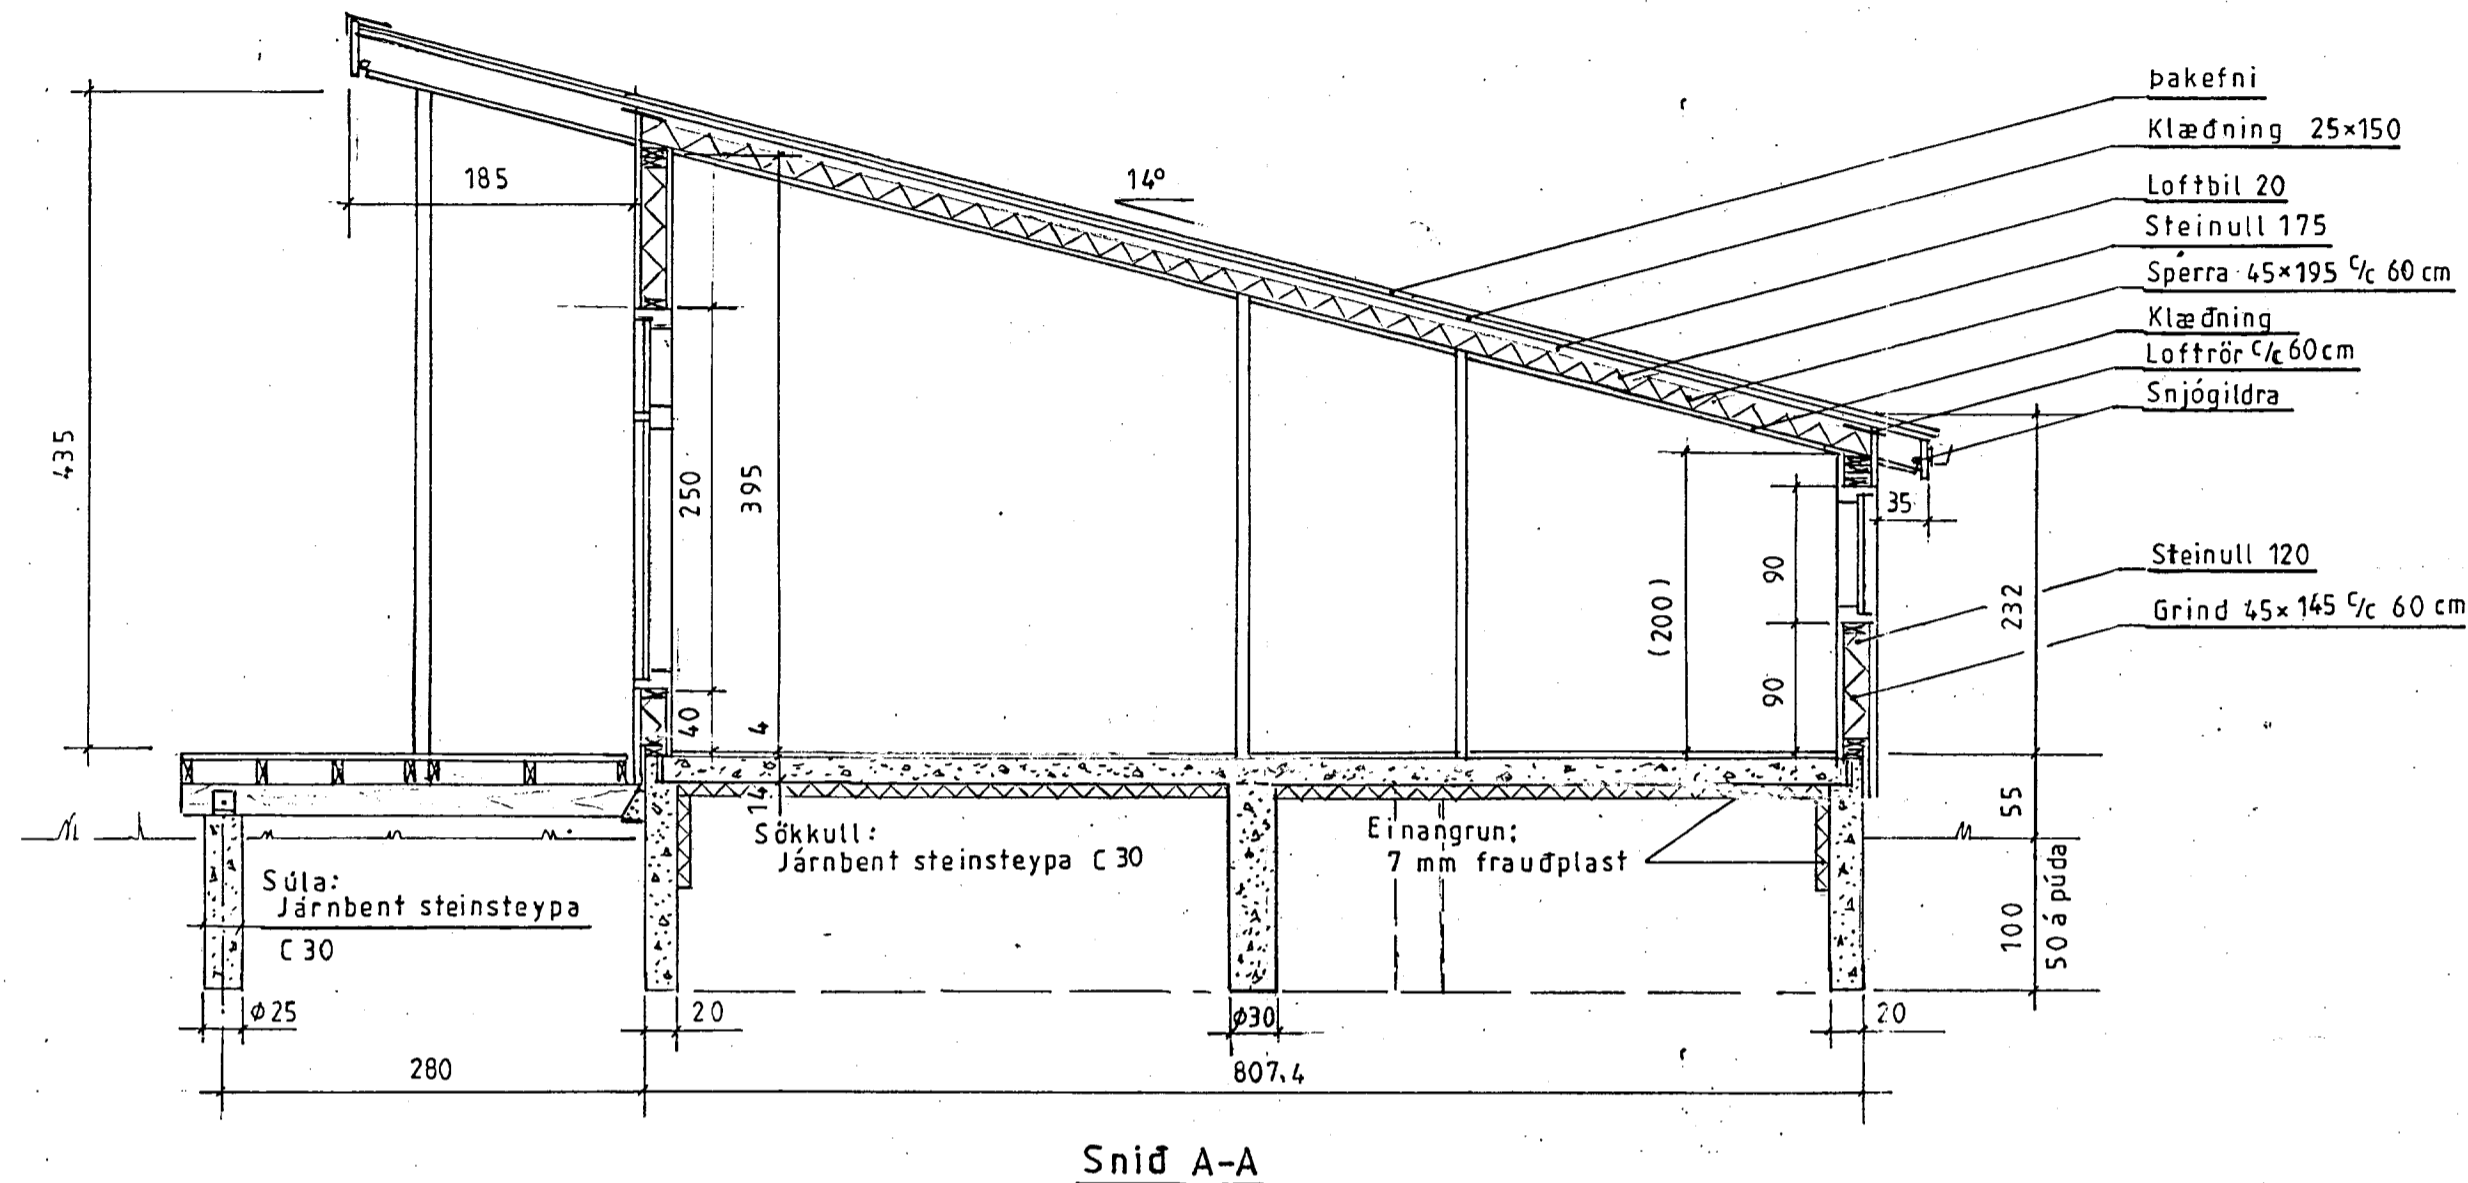 Þakefni
Klæðning 25×150
Loftbil 20
Steinull 175
Sperra 45×195 c/c 60 cm
Klæðning
Loftrör c/c 60 cm
Snjógildra
Steinull 120
Grind 45×145 c/c 60 cm
185
14°
435
250
395
40
4
14
(200)
90
90
35
232
55
100
50 á púða
Sökkull:
Járnbent steinsteypa C 30
Einangrun:
7 mm frauðplast
Súla:
Járnbent steinsteypa
C 30
ϕ25
20
ϕ30
20
280
807.4
Snið A-A